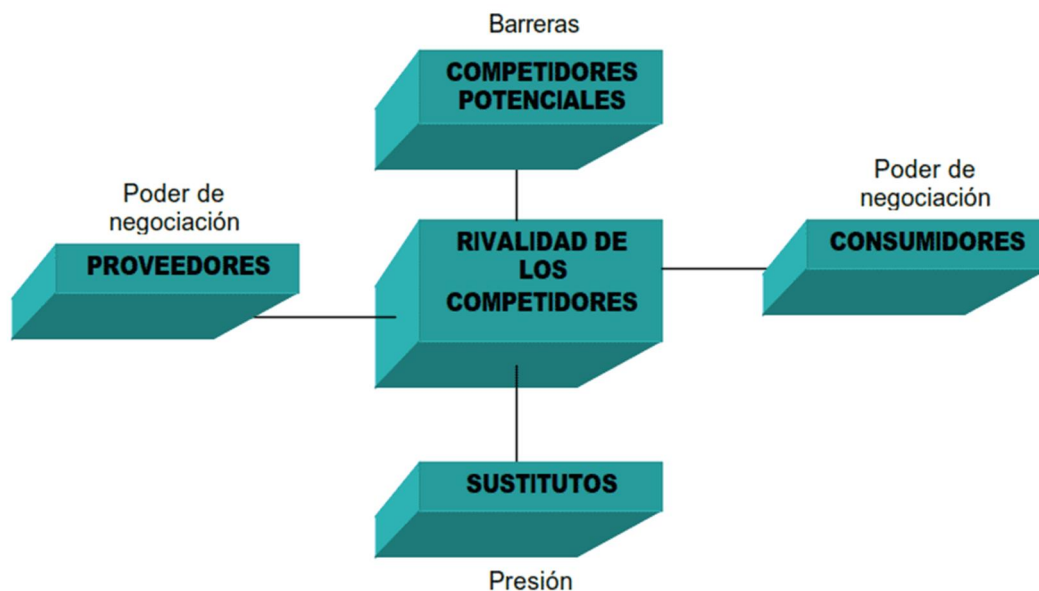 Barreras
COMPETIDORES
POTENCIALES
Poder de
negociación
PROVEEDORES
RIVALIDAD DE
LOS
COMPETIDORES
Poder de
negociación
CONSUMIDORES
SUSTITUTOS
Presión